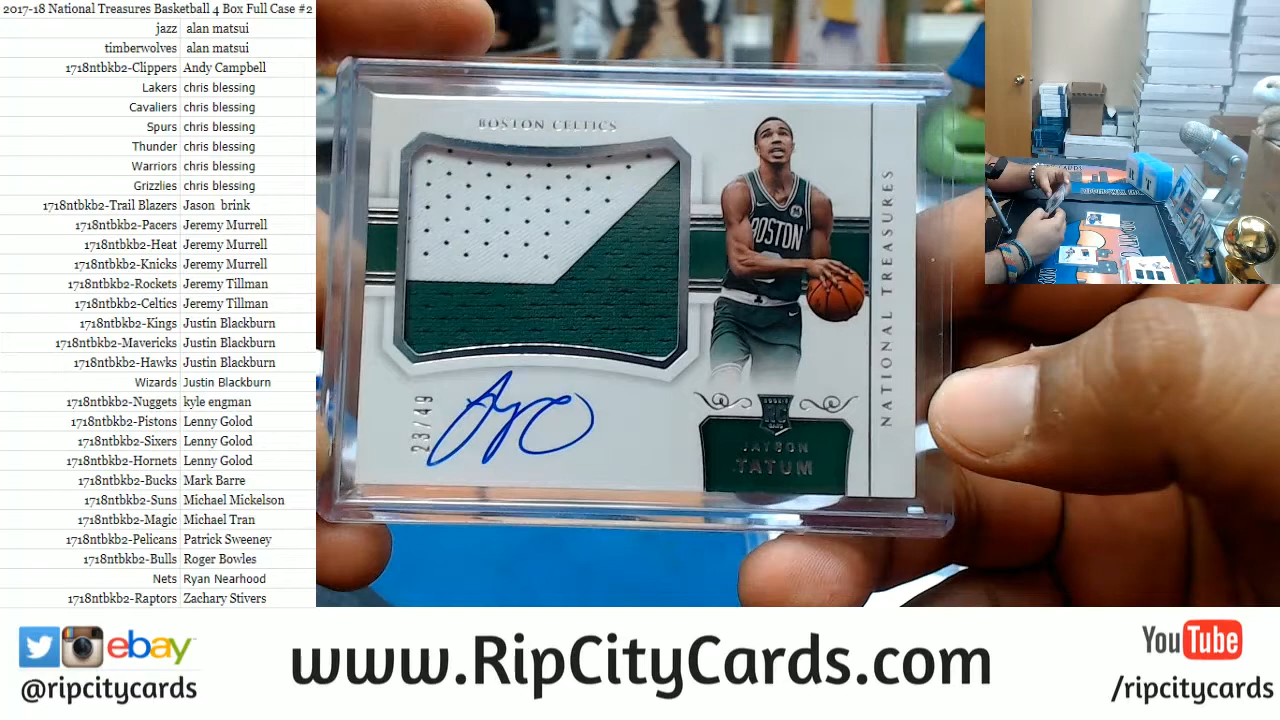 2017-18 National Treasures Basketball 4 Box Full Case #2
jazz alan matsui
timberwolves alan matsui
1718ntbkb2-Clippers Andy Campbell
Lakers chris blessing
Cavaliers chris blessing
Spurs chris blessing
Thunder chris blessing
Warriors chris blessing
Grizzlies chris blessing
1718ntbkb2-Trail Blazers Jason brink
1718ntbkb2-Pacers Jeremy Murrell
1718ntbkb2-Heat Jeremy Murrell
1718ntbkb2-Knicks Jeremy Murrell
1718ntbkb2-Rockets Jeremy Tillman
1718ntbkb2-Celtics Jeremy Tillman
1718ntbkb2-Kings Justin Blackburn
1718ntbkb2-Mavericks Justin Blackburn
1718ntbkb2-Hawks Justin Blackburn
Wizards Justin Blackburn
1718ntbkb2-Nuggets kyle engman
1718ntbkb2-Pistons Lenny Golod
1718ntbkb2-Sixers Lenny Golod
1718ntbkb2-Hornets Lenny Golod
1718ntbkb2-Bucks Mark Barre
1718ntbkb2-Suns Michael Mickelson
1718ntbkb2-Magic Michael Tran
1718ntbkb2-Pelicans Patrick Sweeney
1718ntbkb2-Bulls Roger Bowles
Nets Ryan Nearhood
1718ntbkb2-Raptors Zachary Stivers
BOSTON CELTICS
BOSTON
NATIONAL TREASURES
23/49
ROOKIE
RC
CARD
JAYSON
TATUM
ebay
@ripcitycards
www.RipCityCards.com
YouTube
/ripcitycards